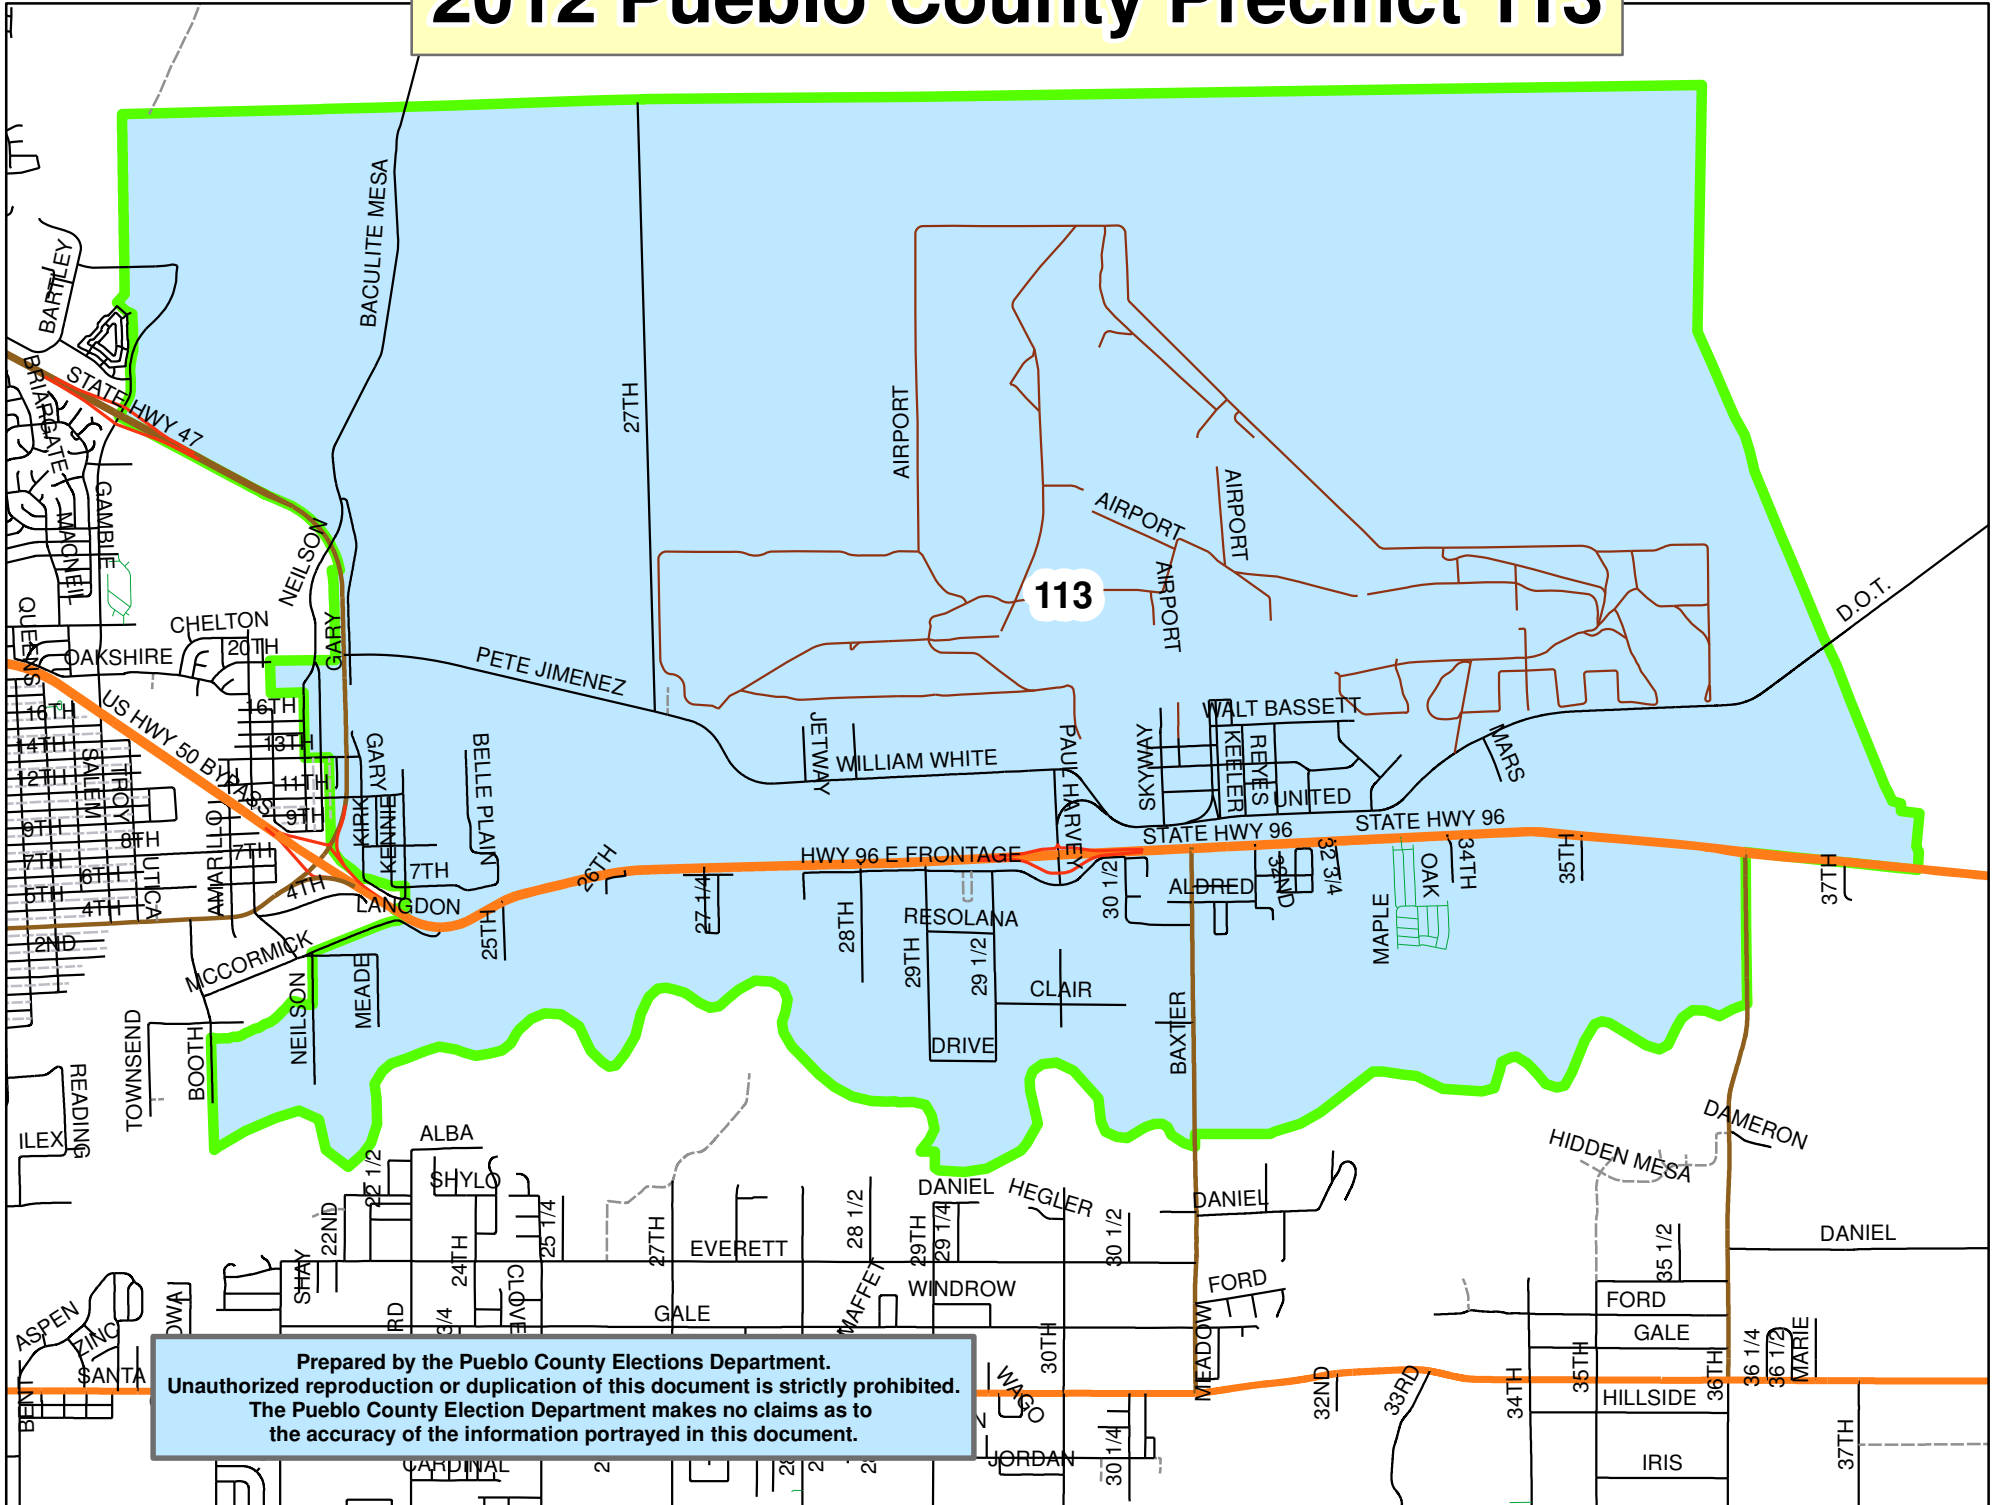 2012 Pueblo County Precinct 113
BACULITE MESA
BARTLEY
27TH
AIRPORT
BRIARGATE
STATE HWY 47
GAMBLE
MACNEIL
NEILSON
AIRPORT
AIRPORT
AIRPORT
113
D.O.T.
QUEENS
CHELTON
20TH
GARY
OAKSHIRE
PETE JIMENEZ
US HWY 50 BYPASS
16TH
16TH
WALT BASSETT
14TH
13TH
GARY
BELLE PLAIN
JETWAY
WILLIAM WHITE
PAUL HARVEY
SKYWAY
KEELER
REYES
MARS
12TH
SALEM
TROY
11TH
UNITED
9TH
9TH
KIRK
KENNIE
8TH
AMARILLO
7TH
7TH
7TH
STATE HWY 96
STATE HWY 96
HWY 96 E FRONTAGE
26TH
6TH
UTICA
5TH
4TH
4TH
LANGDON
27 1/4
28TH
30 1/2
ALDRED
32ND
32 3/4
OAK
34TH
35TH
37TH
2ND
MCCORMICK
25TH
RESOLANA
29TH
29 1/2
MAPLE
NEILSON
MEADE
CLAIR
BAXTER
DRIVE
TOWNSEND
BOOTH
READING
ILEX
ALBA
DAMERON
HIDDEN MESA
22 1/2
SHYLO
DANIEL
HEGLER
DANIEL
22ND
25 1/4
27TH
28 1/2
29TH
29 1/4
30 1/2
35 1/2
DANIEL
EVERETT
24TH
SHAY
CLOVE
MAFFET
WINDROW
FORD
FORD
GALE
GALE
ASPEN
ZINC
OWA
RD
3/4
30TH
MEADOW
35TH
36TH
36 1/4
36 1/2
MARIE
SANTA
WAGO
32ND
33RD
34TH
HILLSIDE
Prepared by the Pueblo County Elections Department.
Unauthorized reproduction or duplication of this document is strictly prohibited.
The Pueblo County Election Department makes no claims as to
the accuracy of the information portrayed in this document.
JORDAN
30 1/4
37TH
IRIS
CARDINAL